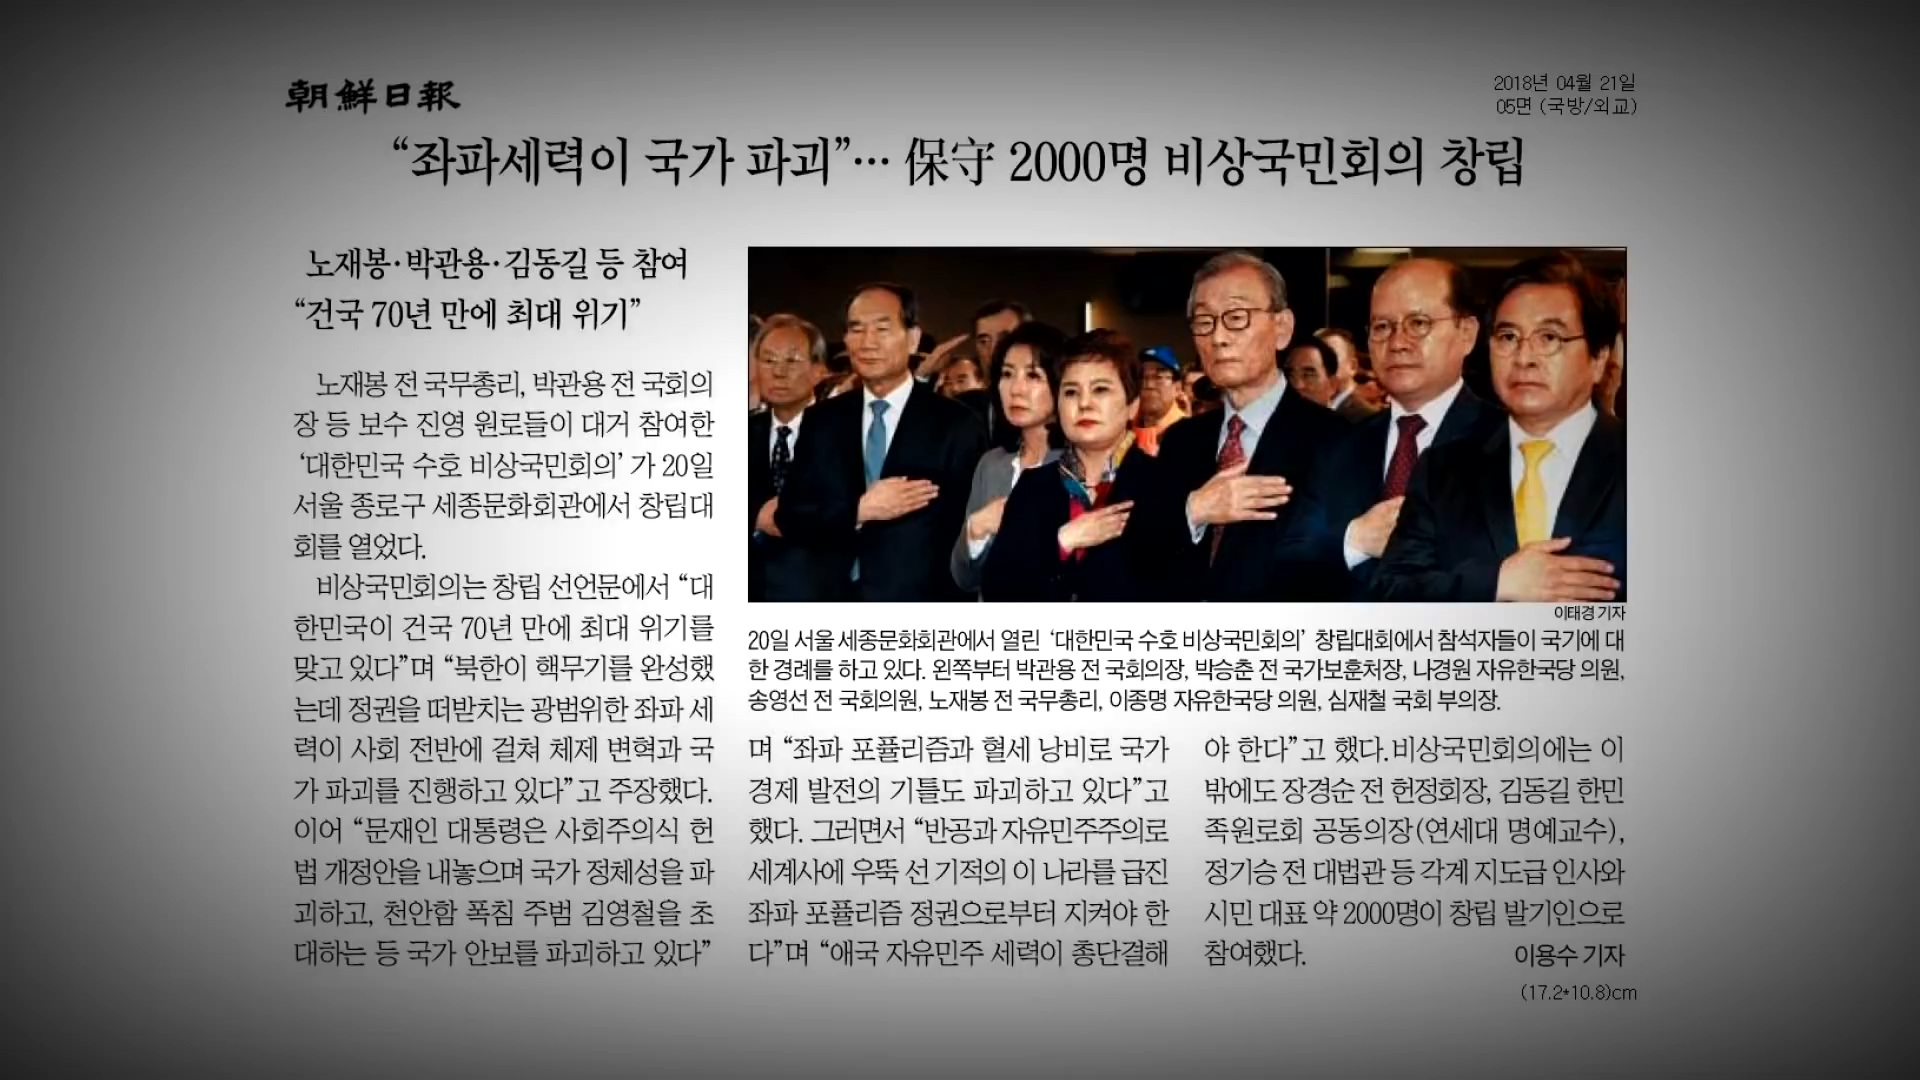 朝鮮日報
2018년 04월 21일
05면 (국방/외교)
“좌파세력이 국가 파괴”… 保守 2000명 비상국민회의 창립
노재봉·박관용·김동길 등 참여
“건국 70년 만에 최대 위기”
노재봉 전 국무총리, 박관용 전 국회의
장 등 보수 진영 원로들이 대거 참여한
‘대한민국 수호 비상국민회의’가 20일
서울 종로구 세종문화회관에서 창립대
회를 열었다.
비상국민회의는 창립 선언문에서 “대
한민국이 건국 70년 만에 최대 위기를
맞고 있다”며 “북한이 핵무기를 완성했
는데 정권을 떠받치는 광범위한 좌파 세
력이 사회 전반에 걸쳐 체제 변혁과 국
가 파괴를 진행하고 있다”고 주장했다.
이어 “문재인 대통령은 사회주의식 헌
법 개정안을 내놓으며 국가 정체성을 파
괴하고, 천안함 폭침 주범 김영철을 초
대하는 등 국가 안보를 파괴하고 있다”
이태경 기자
20일 서울 세종문화회관에서 열린 ‘대한민국 수호 비상국민회의’ 창립대회에서 참석자들이 국기에 대
한 경례를 하고 있다. 왼쪽부터 박관용 전 국회의장, 박승춘 전 국가보훈처장, 나경원 자유한국당 의원,
송영선 전 국회의원, 노재봉 전 국무총리, 이종명 자유한국당 의원, 심재철 국회 부의장.
며 “좌파 포퓰리즘과 혈세 낭비로 국가
경제 발전의 기틀도 파괴하고 있다”고
했다. 그러면서 “반공과 자유민주주의로
세계사에 우뚝 선 기적의 이 나라를 급진
좌파 포퓰리즘 정권으로부터 지켜야 한
다”며 “애국 자유민주 세력이 총단결해
야 한다”고 했다.비상국민회의에는 이
밖에도 장경순 전 헌정회장, 김동길 한민
족원로회 공동의장(연세대 명예교수),
정기승 전 대법관 등 각계 지도급 인사와
시민 대표 약 2000명이 창립 발기인으로
참여했다.
이용수 기자
(17.2*10.8)cm